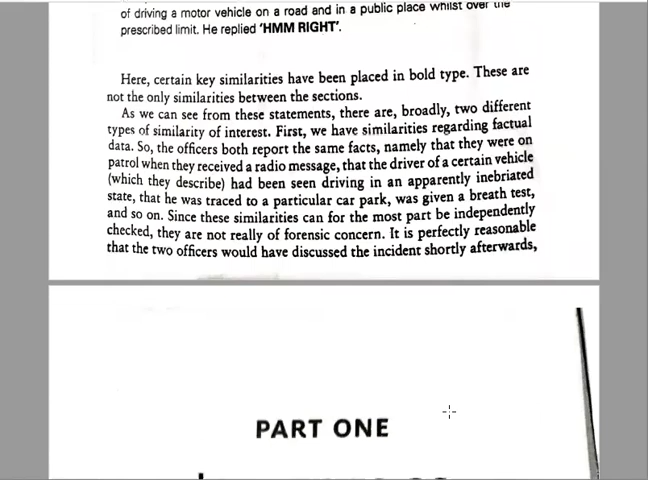 of driving a motor vehicle on a road and in a public place whilst over the
prescribed limit. He replied 'HMM RIGHT'.
Here, certain key similarities have been placed in bold type. These are
not the only similarities between the sections.
As we can see from these statements, there are, broadly, two different
types of similarity of interest. First, we have similarities regarding factual
data. So, the officers both report the same facts, namely that they were on
patrol when they received a radio message, that the driver of a certain vehicle
(which they describe) had been seen driving in an apparently inebriated
state, that he was traced to a particular car park, was given a breath test,
and so on. Since these similarities can for the most part be independently
checked, they are not really of forensic concern. It is perfectly reasonable
that the two officers would have discussed the incident shortly afterwards,
PART ONE